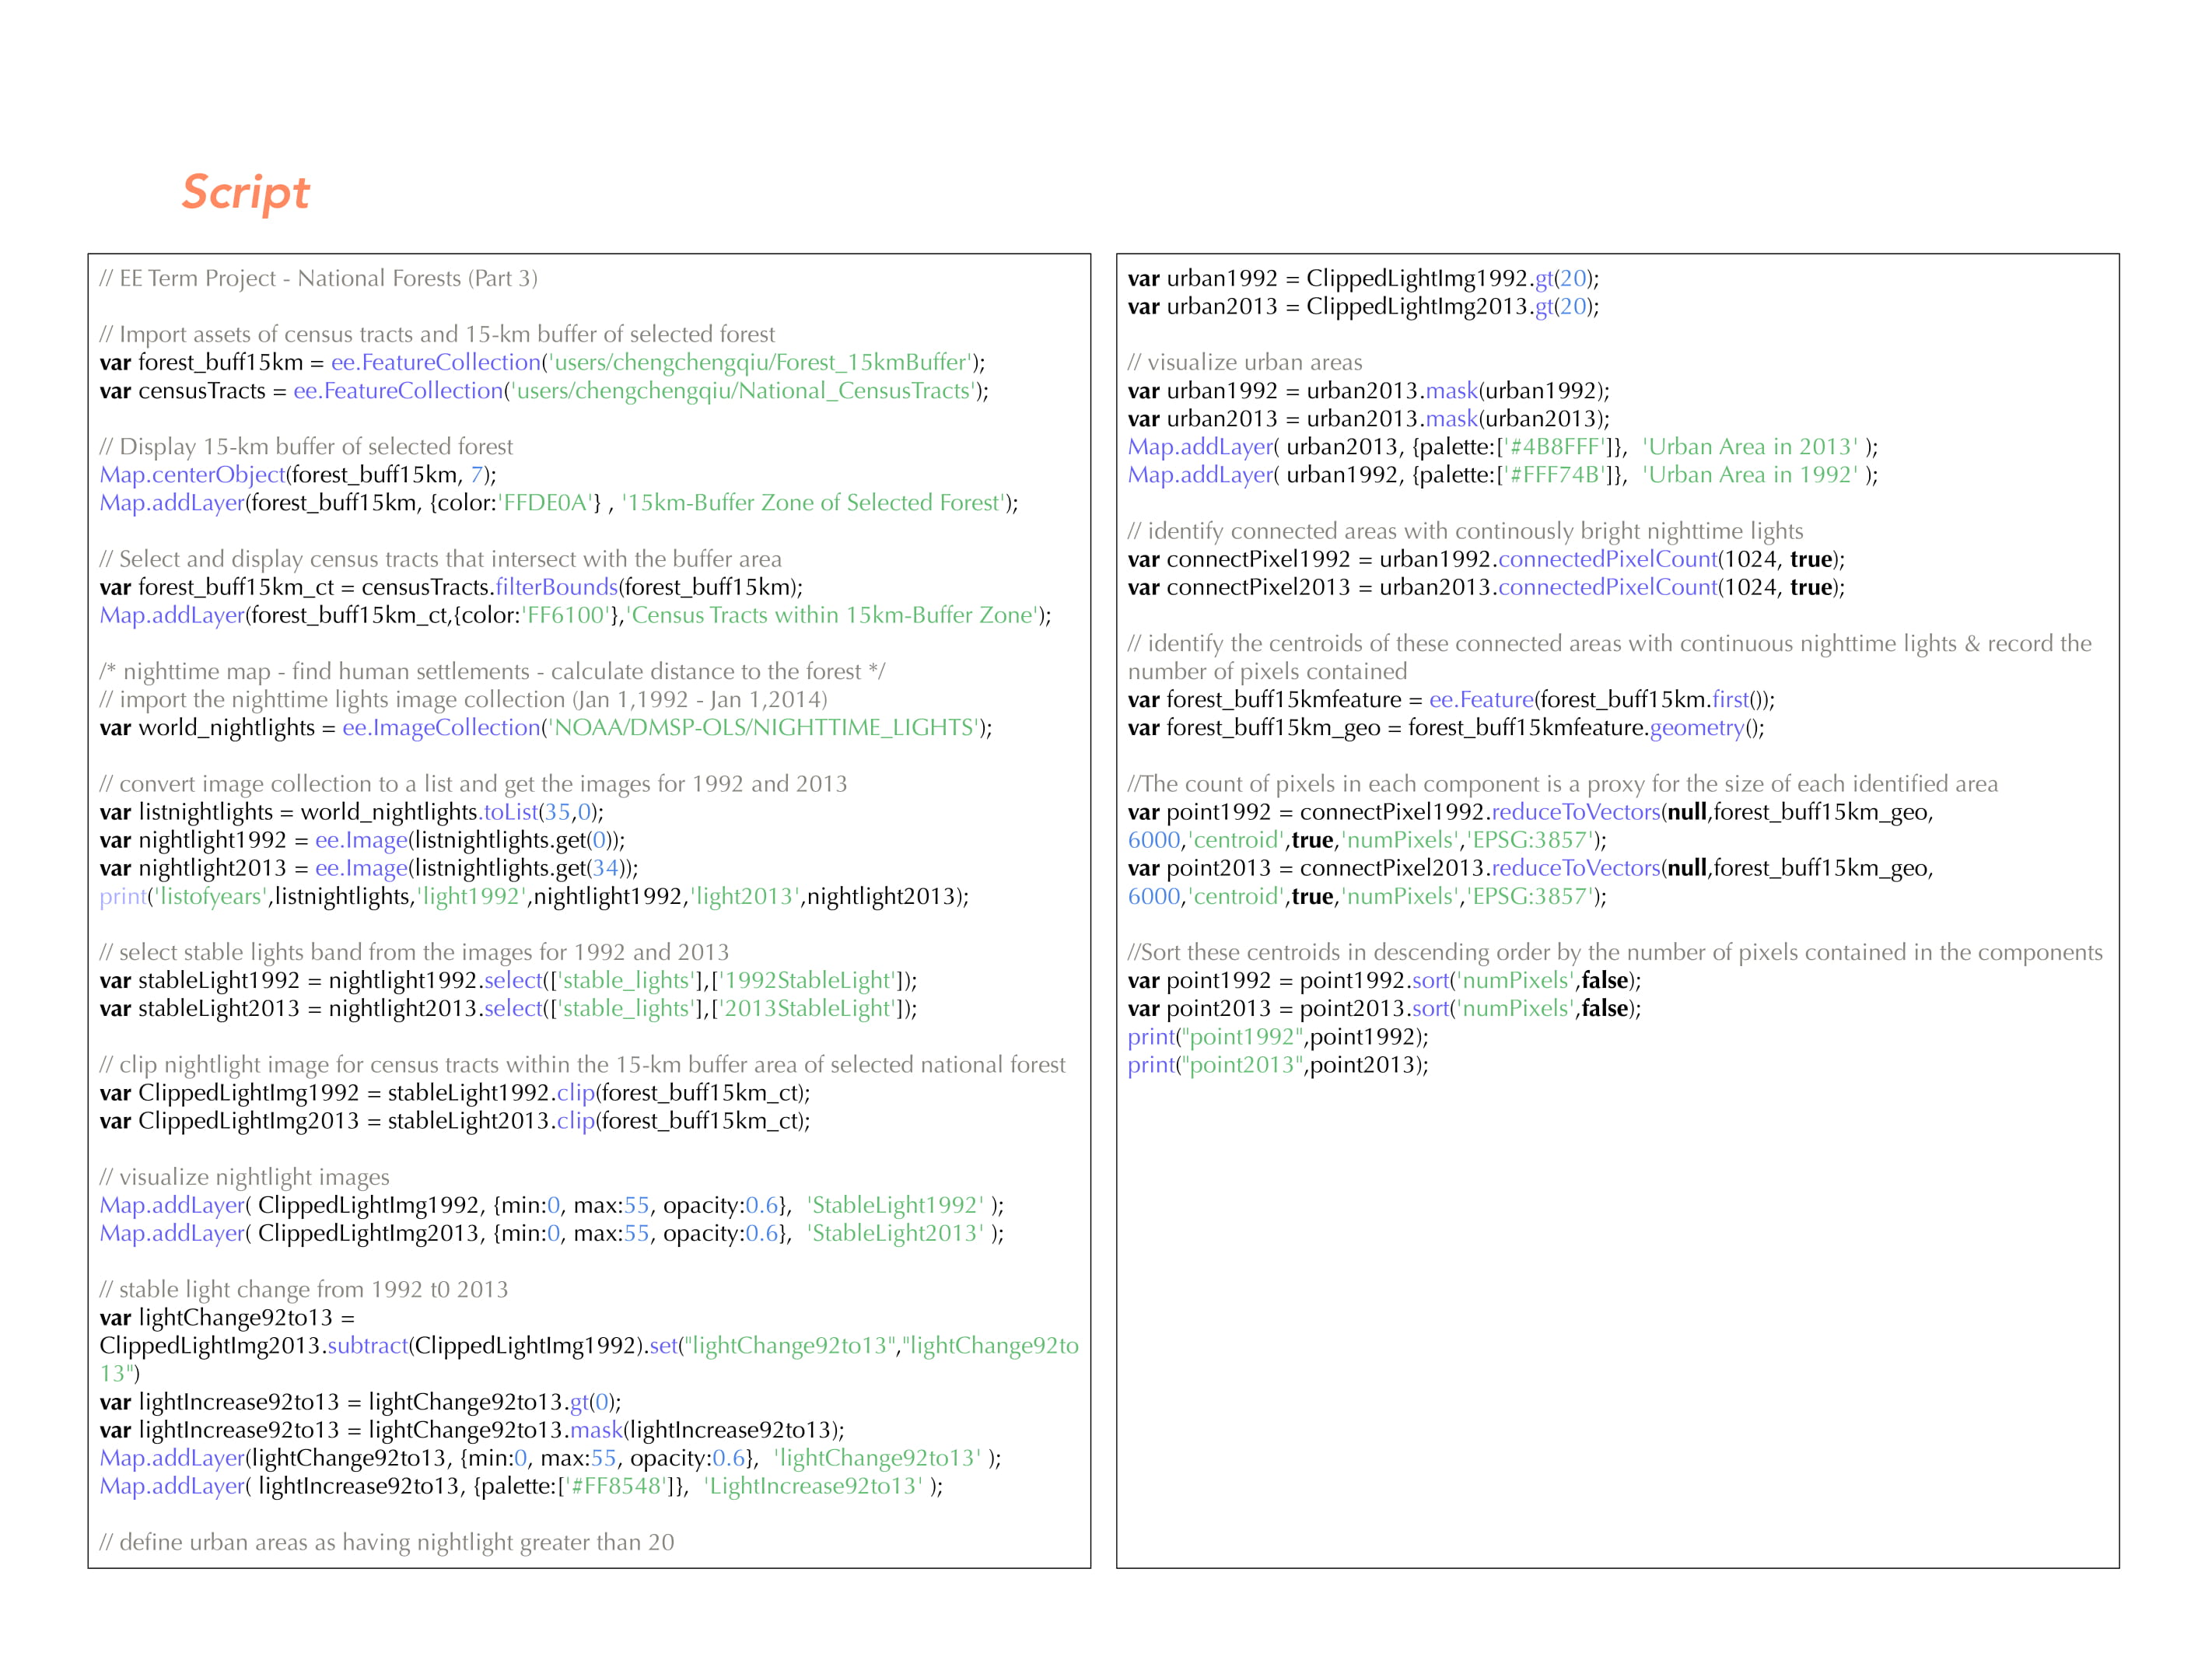 Script
// EE Term Project - National Forests (Part 3)
// Import assets of census tracts and 15-km buffer of selected forest
var forest_buff15km = ee.FeatureCollection('users/chengchengqiu/Forest_15kmBuffer');
var censusTracts = ee.FeatureCollection('users/chengchengqiu/National_CensusTracts');
// Display 15-km buffer of selected forest
Map.centerObject(forest_buff15km, 7);
Map.addLayer(forest_buff15km, {color:'FFDE0A'} , '15km-Buffer Zone of Selected Forest');
// Select and display census tracts that intersect with the buffer area
var forest_buff15km_ct = censusTracts.filterBounds(forest_buff15km);
Map.addLayer(forest_buff15km_ct,{color:'FF6100'},'Census Tracts within 15km-Buffer Zone');
/* nighttime map - find human settlements - calculate distance to the forest */
// import the nighttime lights image collection (Jan 1,1992 - Jan 1,2014)
var world_nightlights = ee.ImageCollection('NOAA/DMSP-OLS/NIGHTTIME_LIGHTS');
// convert image collection to a list and get the images for 1992 and 2013
var listnightlights = world_nightlights.toList(35,0);
var nightlight1992 = ee.Image(listnightlights.get(0));
var nightlight2013 = ee.Image(listnightlights.get(34));
print('listofyears',listnightlights,'light1992',nightlight1992,'light2013',nightlight2013);
// select stable lights band from the images for 1992 and 2013
var stableLight1992 = nightlight1992.select(['stable_lights'],['1992StableLight']);
var stableLight2013 = nightlight2013.select(['stable_lights'],['2013StableLight']);
// clip nightlight image for census tracts within the 15-km buffer area of selected national forest
var ClippedLightImg1992 = stableLight1992.clip(forest_buff15km_ct);
var ClippedLightImg2013 = stableLight2013.clip(forest_buff15km_ct);
// visualize nightlight images
Map.addLayer( ClippedLightImg1992, {min:0, max:55, opacity:0.6}, 'StableLight1992' );
Map.addLayer( ClippedLightImg2013, {min:0, max:55, opacity:0.6}, 'StableLight2013' );
// stable light change from 1992 t0 2013
var lightChange92to13 =
ClippedLightImg2013.subtract(ClippedLightImg1992).set("lightChange92to13","lightChange92to
13")
var lightIncrease92to13 = lightChange92to13.gt(0);
var lightIncrease92to13 = lightChange92to13.mask(lightIncrease92to13);
Map.addLayer(lightChange92to13, {min:0, max:55, opacity:0.6}, 'lightChange92to13' );
Map.addLayer( lightIncrease92to13, {palette:['#FF8548']}, 'LightIncrease92to13' );
// define urban areas as having nightlight greater than 20
var urban1992 = ClippedLightImg1992.gt(20);
var urban2013 = ClippedLightImg2013.gt(20);
// visualize urban areas
var urban1992 = urban2013.mask(urban1992);
var urban2013 = urban2013.mask(urban2013);
Map.addLayer( urban2013, {palette:['#4B8FFF']}, 'Urban Area in 2013' );
Map.addLayer( urban1992, {palette:['#FFF74B']}, 'Urban Area in 1992' );
// identify connected areas with continously bright nighttime lights
var connectPixel1992 = urban1992.connectedPixelCount(1024, true);
var connectPixel2013 = urban2013.connectedPixelCount(1024, true);
// identify the centroids of these connected areas with continuous nighttime lights & record the
number of pixels contained
var forest_buff15kmfeature = ee.Feature(forest_buff15km.first());
var forest_buff15km_geo = forest_buff15kmfeature.geometry();
//The count of pixels in each component is a proxy for the size of each identified area
var point1992 = connectPixel1992.reduceToVectors(null,forest_buff15km_geo,
6000,'centroid',true,'numPixels','EPSG:3857');
var point2013 = connectPixel2013.reduceToVectors(null,forest_buff15km_geo,
6000,'centroid',true,'numPixels','EPSG:3857');
//Sort these centroids in descending order by the number of pixels contained in the components
var point1992 = point1992.sort('numPixels',false);
var point2013 = point2013.sort('numPixels',false);
print("point1992",point1992);
print("point2013",point2013);